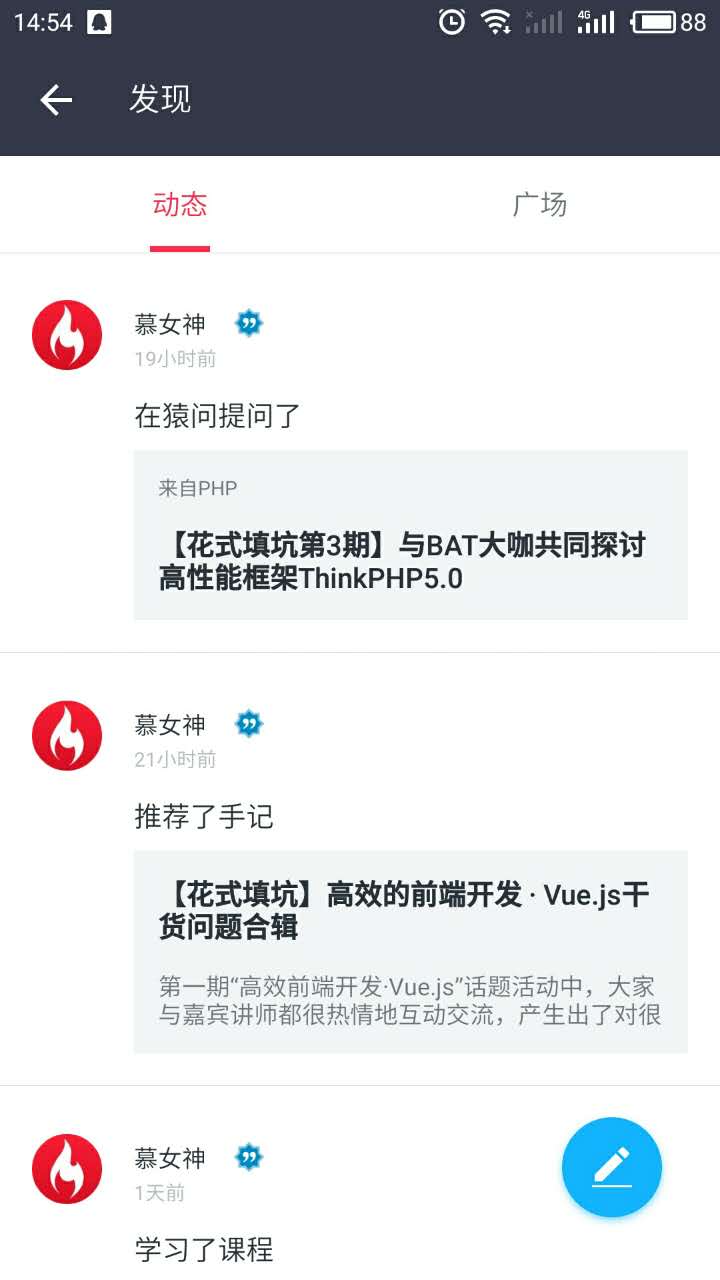 14:54
4G
88
发现
动态
广场
慕女神
19小时前
在猿问提问了
来自PHP
【花式填坑第3期】与BAT大咖共同探讨
高性能框架ThinkPHP5.0
慕女神
21小时前
推荐了手记
【花式填坑】高效的前端开发 · Vue.js干
货问题合辑
第一期“高效前端开发·Vue.js”话题活动中，大家
与嘉宾讲师都很热情地互动交流，产生出了对很
慕女神
1天前
学习了课程